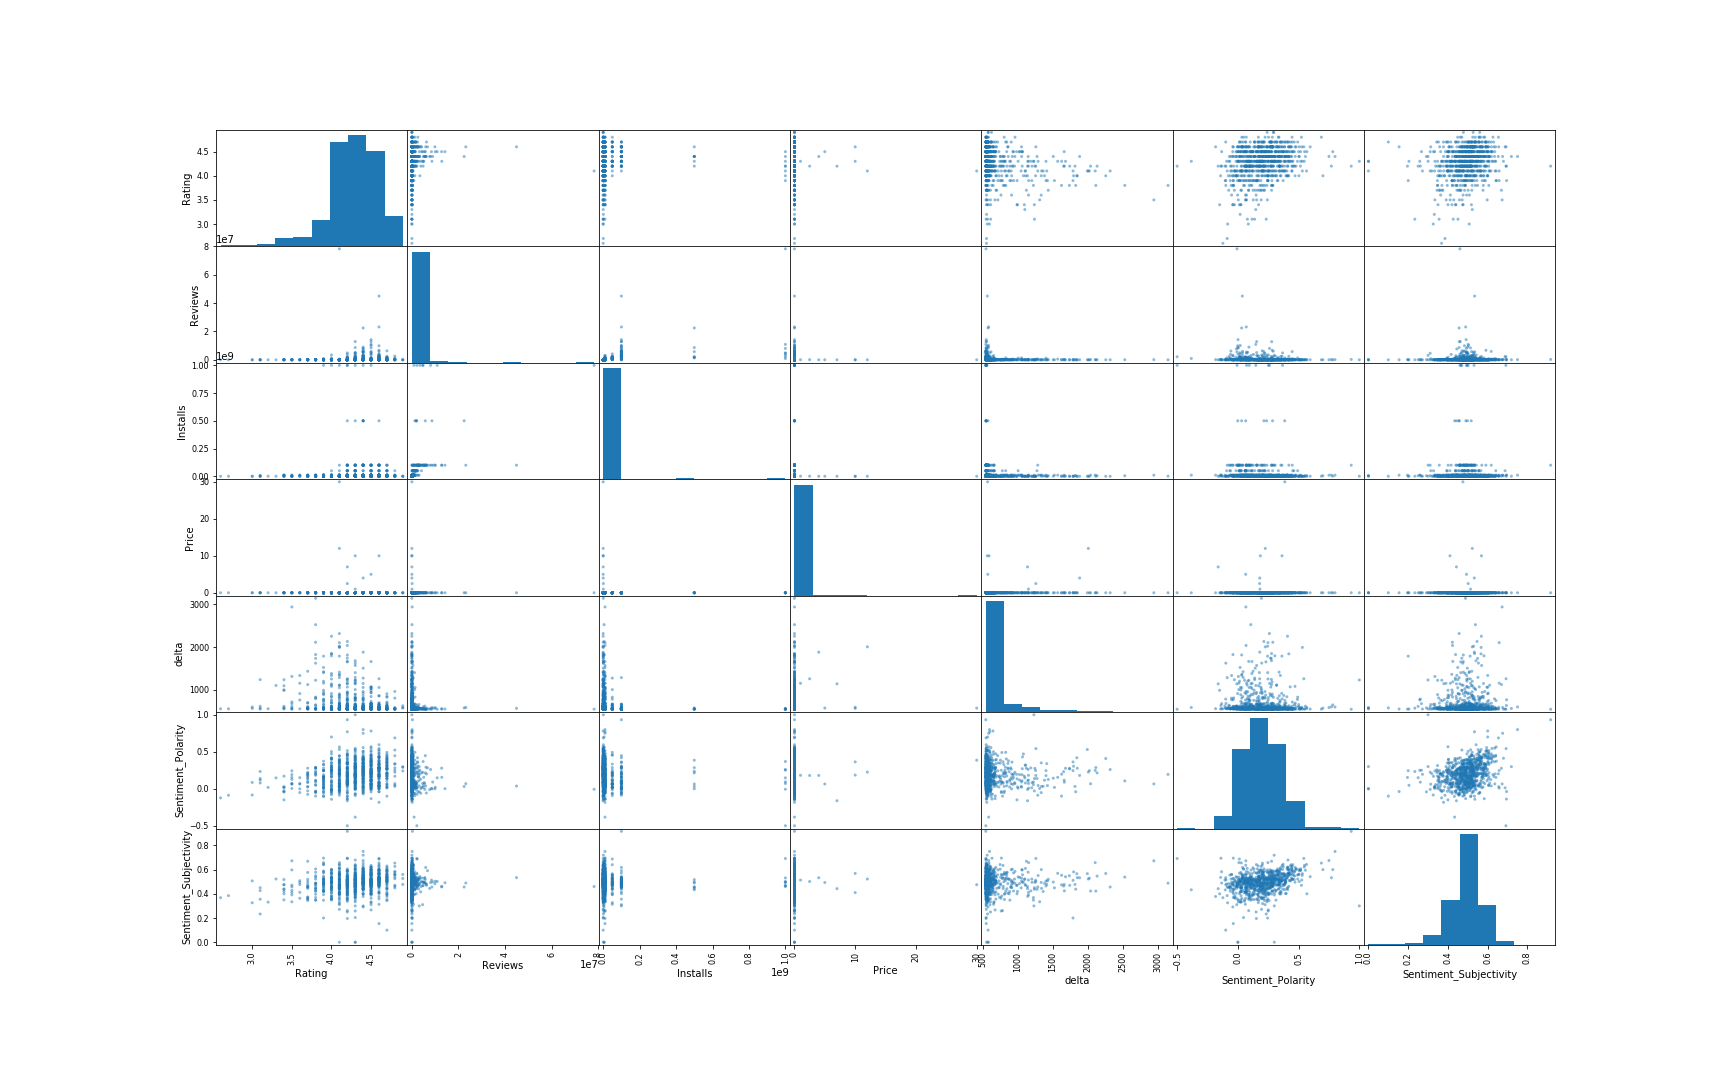 4.5
4.0
3.5
3.0
Rating
1e7
8
6
4
2
0
Reviews
1e9
1.00
0.75
0.50
0.25
0.00
Installs
30
20
10
0
Price
3000
2000
1000
delta
1.0
0.5
0.0
−0.5
Sentiment_Polarity
0.8
0.6
0.4
0.2
0.0
Sentiment_Subjectivity
3.0 3.5 4.0 4.5
Rating
0 2 4 6 8
Reviews
1e7
0.0 0.2 0.4 0.6 0.8 1.0
Installs
1e9
0 10 20 30
Price
500 1000 1500 2000 2500 3000
delta
−0.5 0.0 0.5 1.0
Sentiment_Polarity
0.0 0.2 0.4 0.6 0.8
Sentiment_Subjectivity